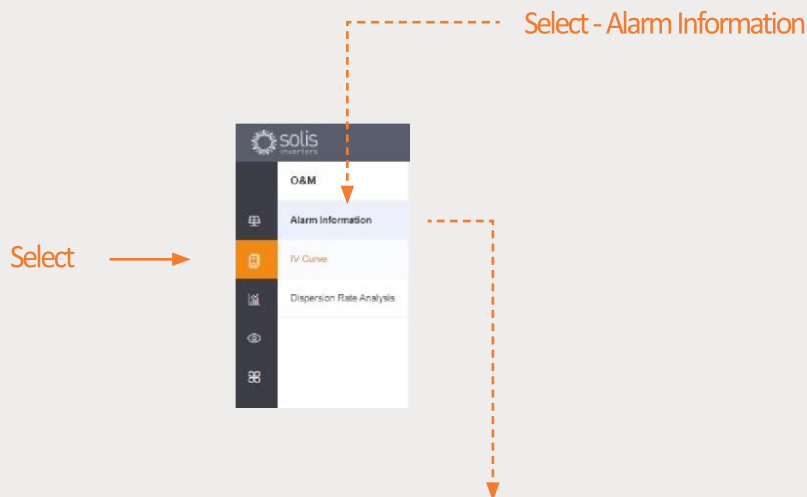 Select - Alarm Information
solis
inverters
O&M
Alarm Information
Select
IV Curve
Dispersion Rate Analysis